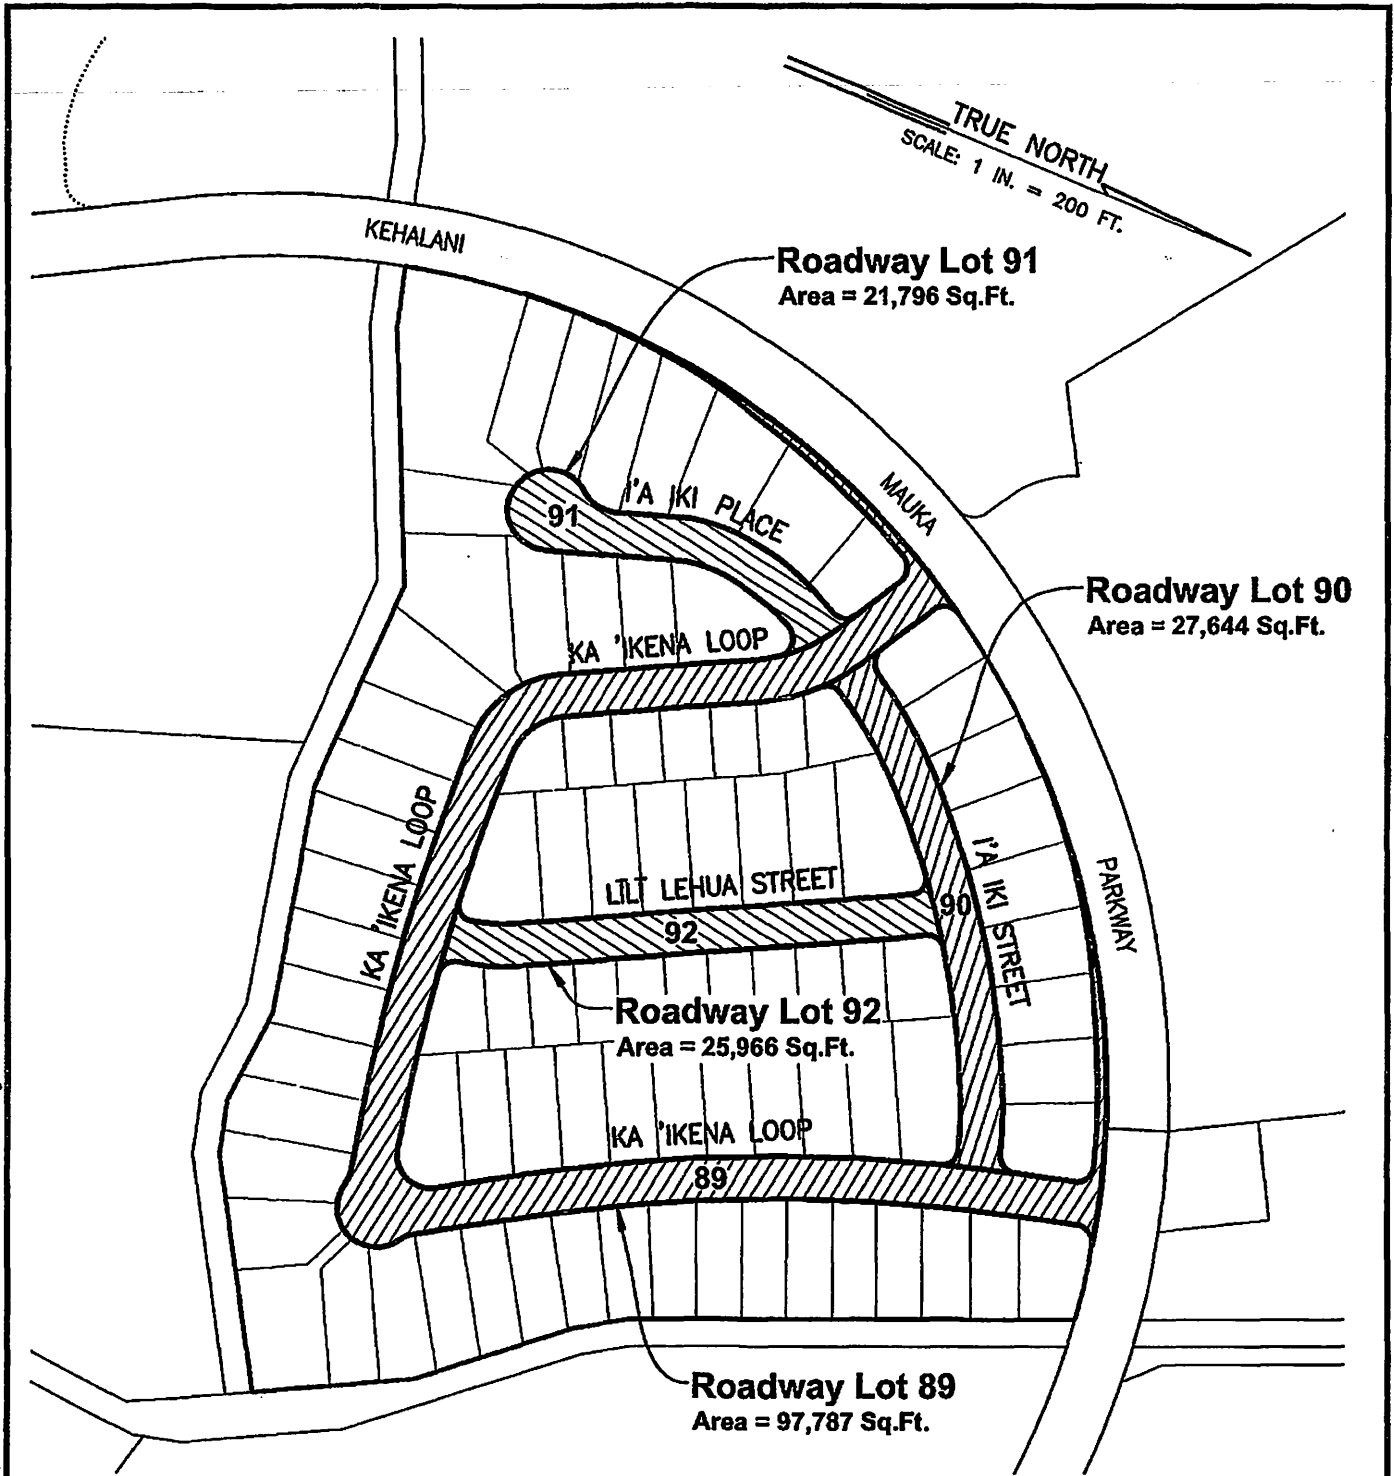 TRUE NORTH
SCALE: 1 IN. = 200 FT.
KEHALANI
Roadway Lot 91
Area = 21,796 Sq.Ft.
MAUKA
I'A IKI PLACE
91
Roadway Lot 90
Area = 27,644 Sq.Ft.
KA 'IKENA LOOP
KA 'IKENA LOOP
I'A IKI STREET
PARKWAY
LEHUA STREET
90
92
Roadway Lot 92
Area = 25,966 Sq.Ft.
KA 'IKENA LOOP
89
Roadway Lot 89
Area = 97,787 Sq.Ft.